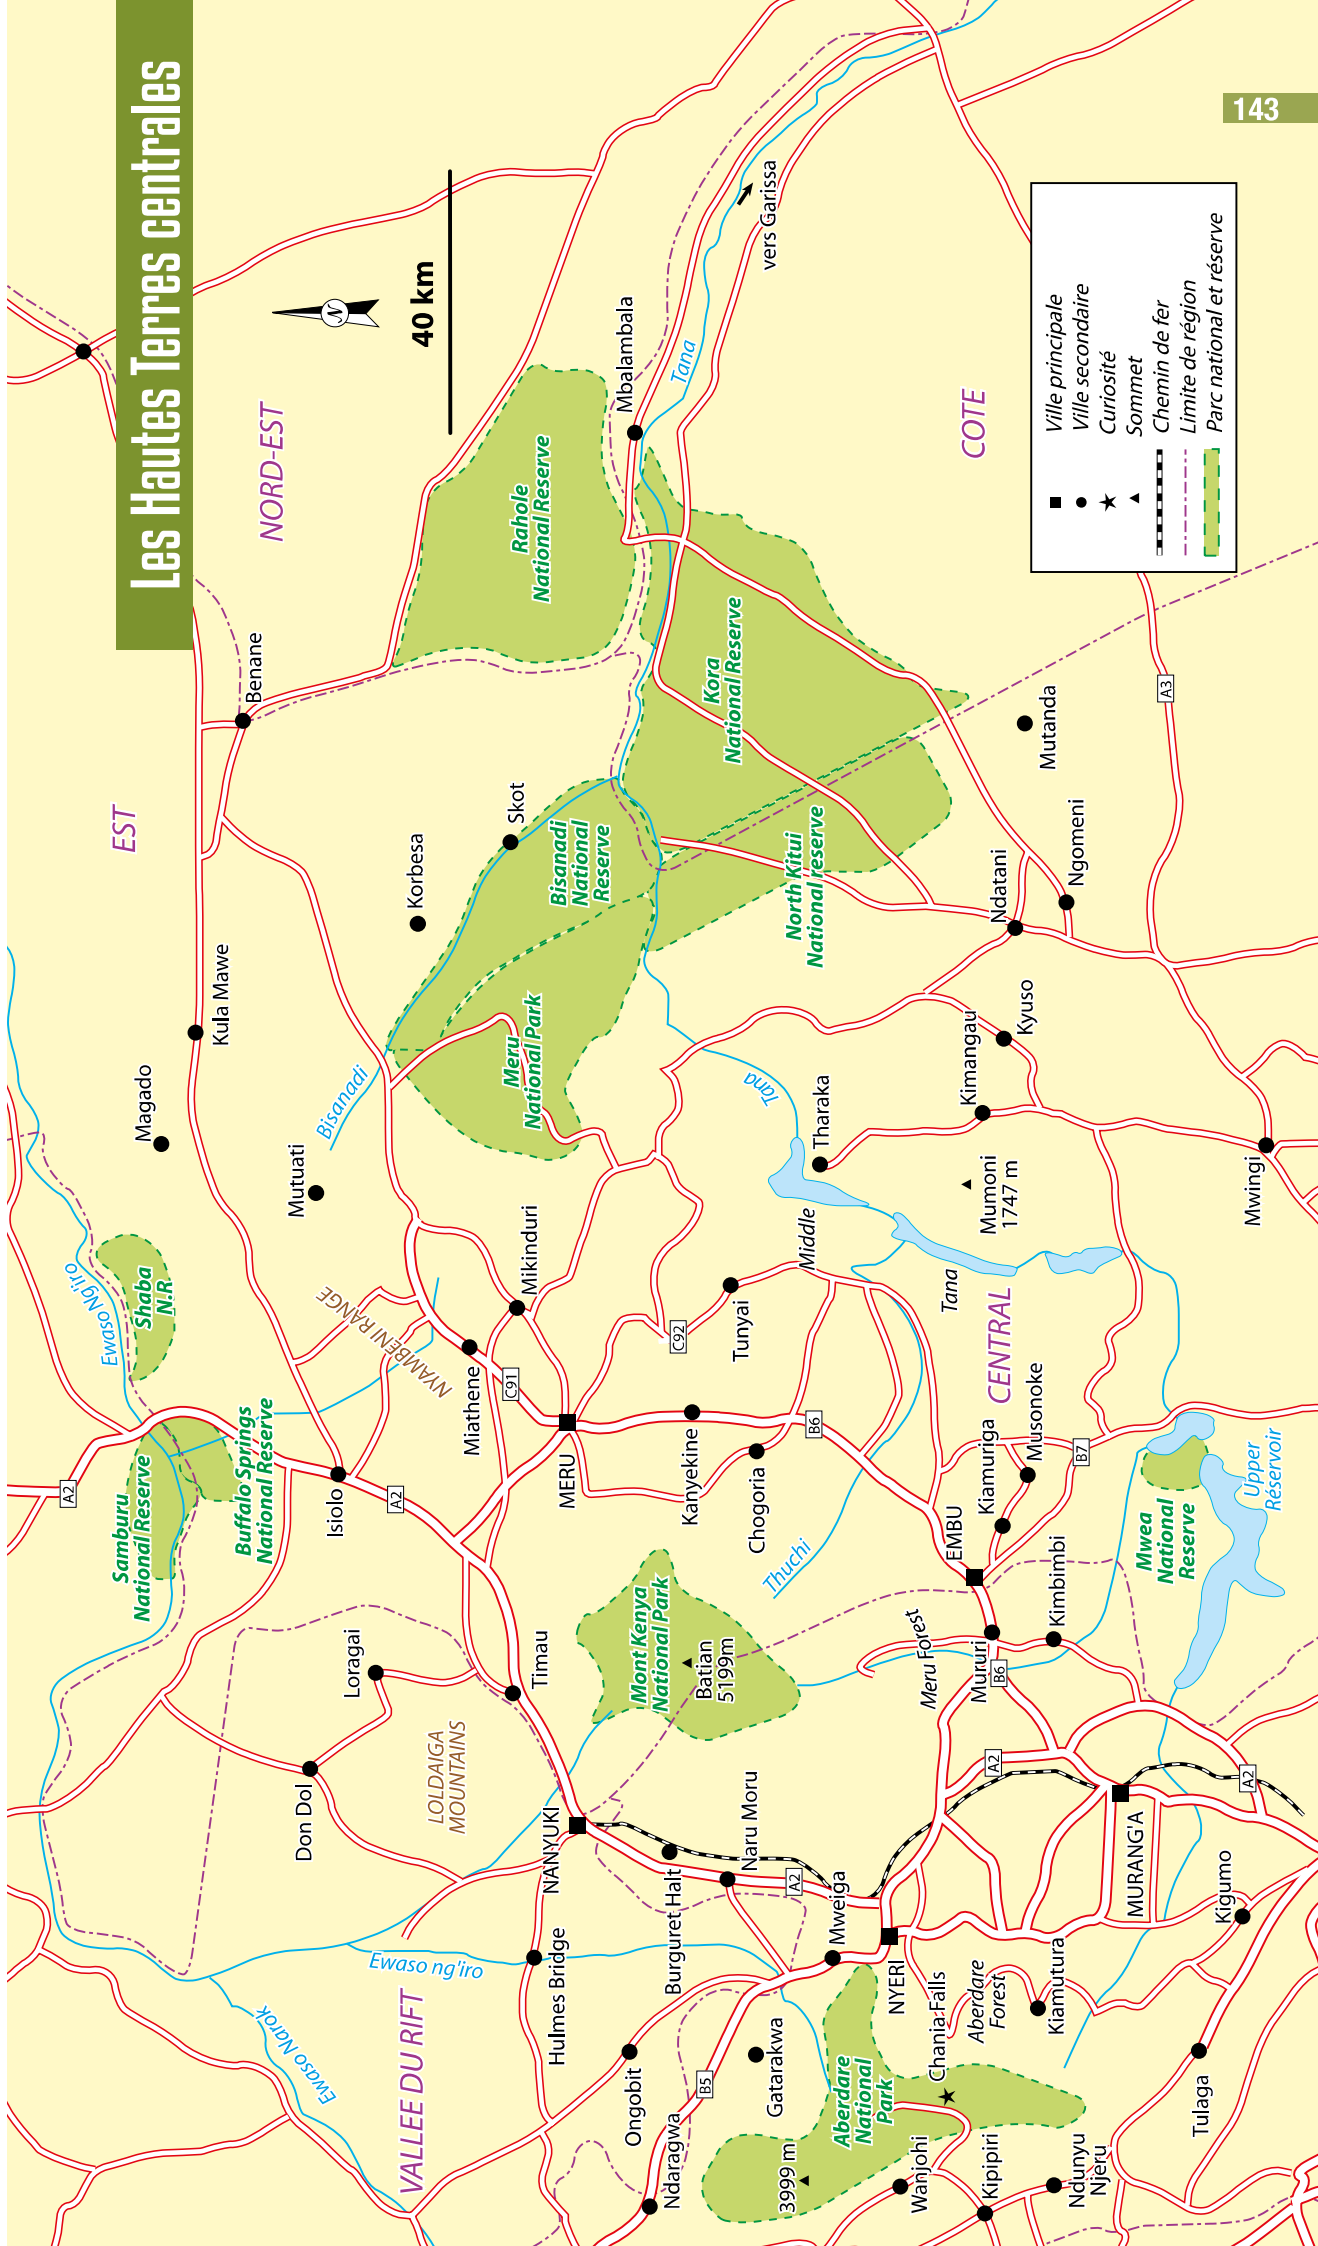 Les Hautes Terres centrales
143
EST
NORD-EST
COTE
CENTRAL
VALLEE DU RIFT
40 km
N
Ville principale
Ville secondaire
Curiosité
Sommet
Chemin de fer
Limite de région
Parc national et réserve
Samburu
National Reserve
Buffalo Springs
National Reserve
Shaba
N.R.
Ewaso Ng'iro
Magado
Kula Mawe
Benane
Mutuati
Bisanadi
Korbesa
Skot
Bisanadi
National
Reserve
Meru
National Park
Rahole
National Reserve
Kora
National Reserve
North Kitui
National reserve
Mbalambala
Tana
vers Garissa
A2
Isiolo
A2
NYAMBENI RANGE
Miathene
Mikinduri
C91
MERU
C92
Kanyekine
Tunyai
Chogoria
B6
Middle
Tana
Tana
Tharaka
Mumoni
1747 m
Kimangau
Kyuso
Ndatani
Ngomeni
Mutanda
A3
Mwingi
Loragai
Don Dol
LOLDAIGA
MOUNTAINS
Timau
Mont Kenya
National Park
Batian
5199m
Thuchi
EMBU
Kiamuriga
Musonoke
B7
Kimbimbi
Meru Forest
Mururi
B6
Mwea
National
Reserve
Upper
Reservoir
NANYUKI
Burguret Halt
Naru Moru
A2
Mweiga
NYERI
A2
MURANG'A
A2
Kigumo
Kiamutura
Aberdare
Forest
Chania Falls
Ewaso ng'iro
Ewaso Narok
Hulmes Bridge
Ongobit
B5
Gatarakwa
Ndaragwa
Aberdare
National
Park
3999 m
Wanjohi
Kipipiri
Ndunyu
Njeru
Tulaga